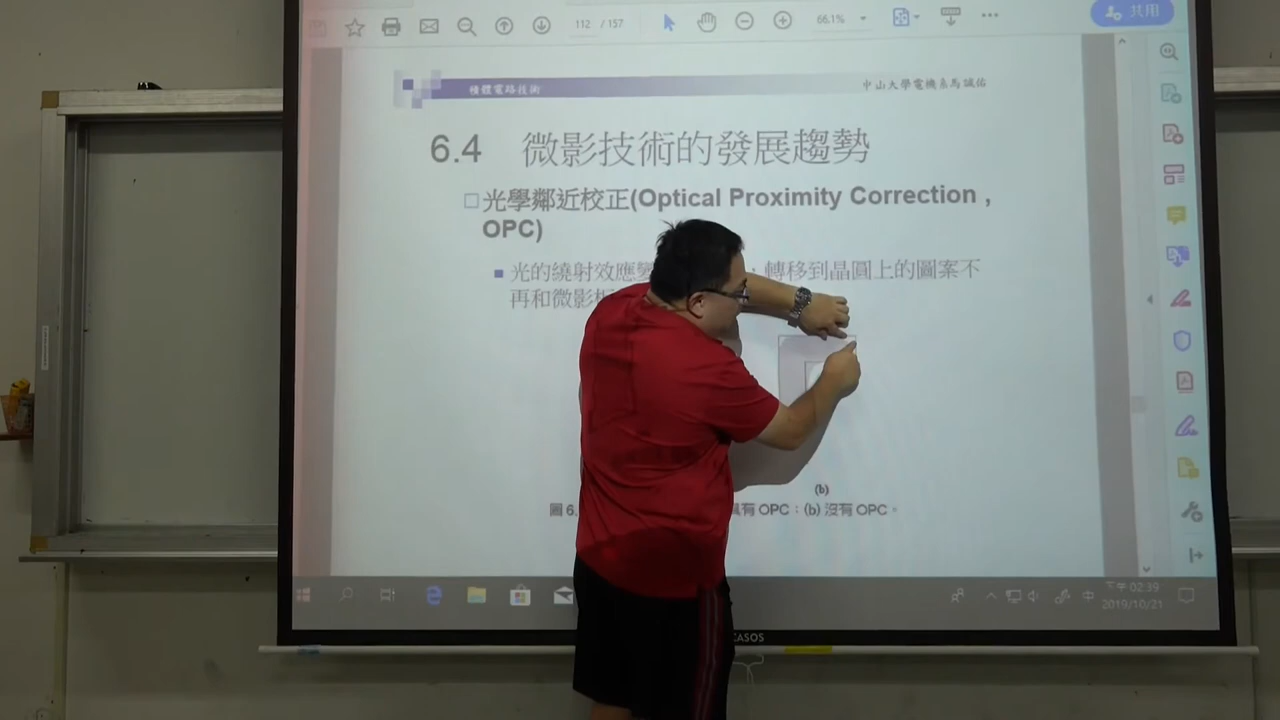 112 / 157
66.1%
共用
積體電路技術
中山大學電機系馬誠佑
6.4 微影技術的發展趨勢
光學鄰近校正(Optical Proximity Correction ,
OPC)
光的繞射效應 轉移到晶圓上的圖案不
再和微影
(b)
圖 6. 具有 OPC；(b) 沒有 OPC。
中
下午 02:39
2019/10/21
CASOS